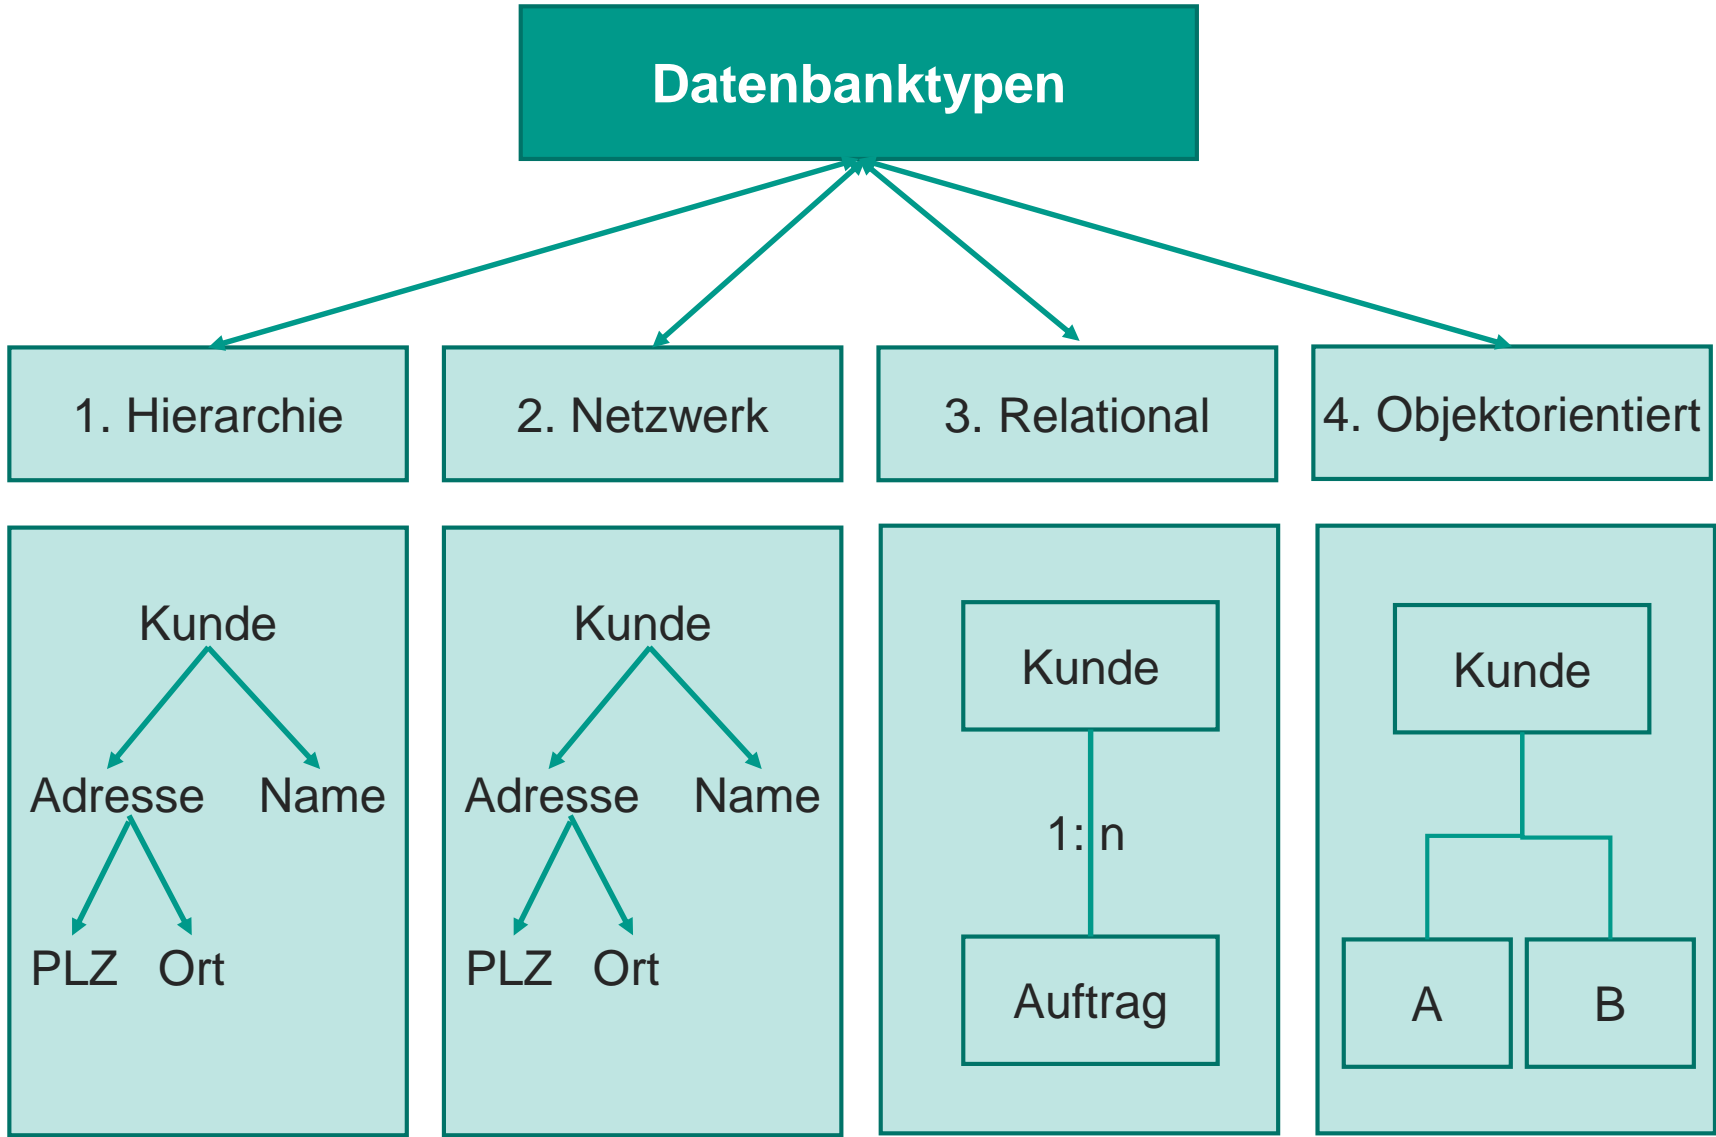 Datenbanktypen
1. Hierarchie
2. Netzwerk
3. Relational
4. Objektorientiert
Kunde
Adresse Name
PLZ Ort
Kunde
Adresse Name
PLZ Ort
Kunde
1: n
Auftrag
Kunde
A
B